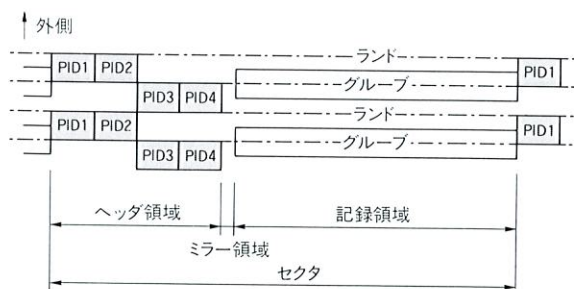 外側
ランド
PID1 PID2 PID1
グルーブ
PID3 PID4
ランド
PID1 PID2 PID1
グルーブ
PID3 PID4
ヘッダ領域 記録領域
ミラー領域
セクタ